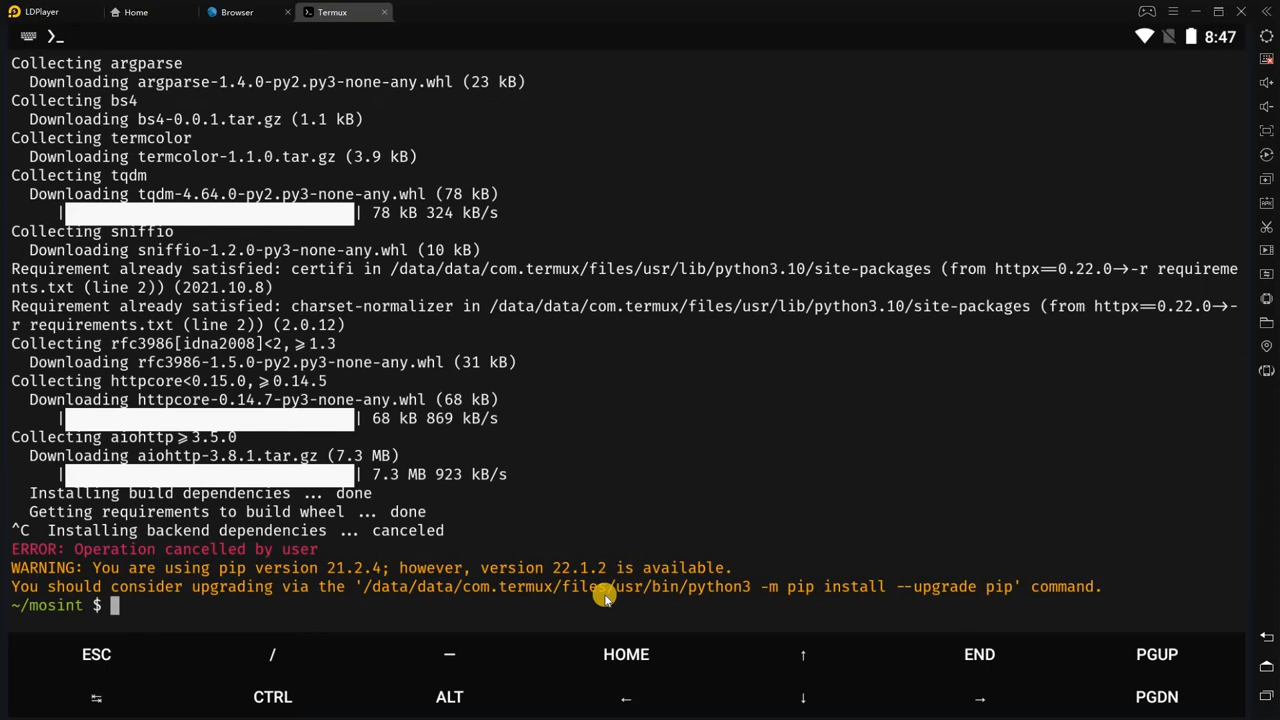 LDPlayer
Home
Browser
Termux
8:47
Collecting argparse
Downloading argparse-1.4.0-py2.py3-none-any.whl (23 kB)
Collecting bs4
Downloading bs4-0.0.1.tar.gz (1.1 kB)
Collecting termcolor
Downloading termcolor-1.1.0.tar.gz (3.9 kB)
Collecting tqdm
Downloading tqdm-4.64.0-py2.py3-none-any.whl (78 kB)
| | 78 kB 324 kB/s
Collecting sniffio
Downloading sniffio-1.2.0-py3-none-any.whl (10 kB)
Requirement already satisfied: certifi in /data/data/com.termux/files/usr/lib/python3.10/site-packages (from httpx==0.22.0->-r requireme
nts.txt (line 2)) (2021.10.8)
Requirement already satisfied: charset-normalizer in /data/data/com.termux/files/usr/lib/python3.10/site-packages (from httpx==0.22.0->-
r requirements.txt (line 2)) (2.0.12)
Collecting rfc3986[idna2008]<2,>=1.3
Downloading rfc3986-1.5.0-py2.py3-none-any.whl (31 kB)
Collecting httpcore<0.15.0,>=0.14.5
Downloading httpcore-0.14.7-py3-none-any.whl (68 kB)
| | 68 kB 869 kB/s
Collecting aiohttp>=3.5.0
Downloading aiohttp-3.8.1.tar.gz (7.3 MB)
| | 7.3 MB 923 kB/s
Installing build dependencies ... done
Getting requirements to build wheel ... done
^C Installing backend dependencies ... canceled
ERROR: Operation cancelled by user
WARNING: You are using pip version 21.2.4; however, version 22.1.2 is available.
You should consider upgrading via the '/data/data/com.termux/files/usr/bin/python3 -m pip install --upgrade pip' command.
~/mosint $
ESC / — HOME ↑ END PGUP
↹ CTRL ALT ← ↓ → PGDN